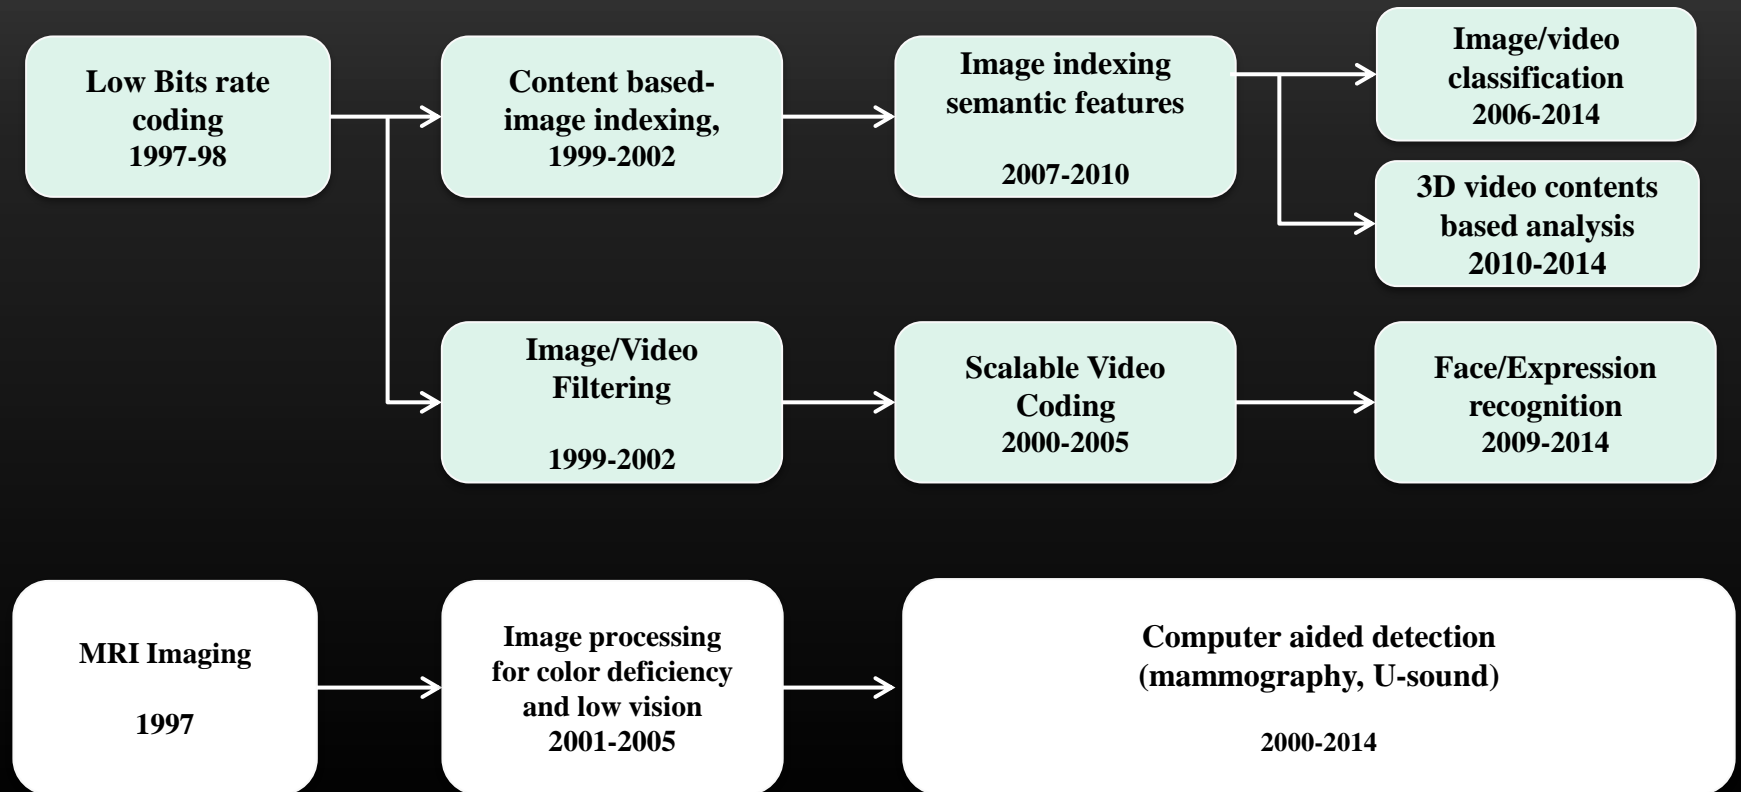 Low Bits rate
coding
1997-98
Content based-
image indexing,
1999-2002
Image indexing
semantic features
2007-2010
Image/video
classification
2006-2014
3D video contents
based analysis
2010-2014
Image/Video
Filtering
1999-2002
Scalable Video
Coding
2000-2005
Face/Expression
recognition
2009-2014
MRI Imaging
1997
Image processing
for color deficiency
and low vision
2001-2005
Computer aided detection
(mammography, U-sound)
2000-2014